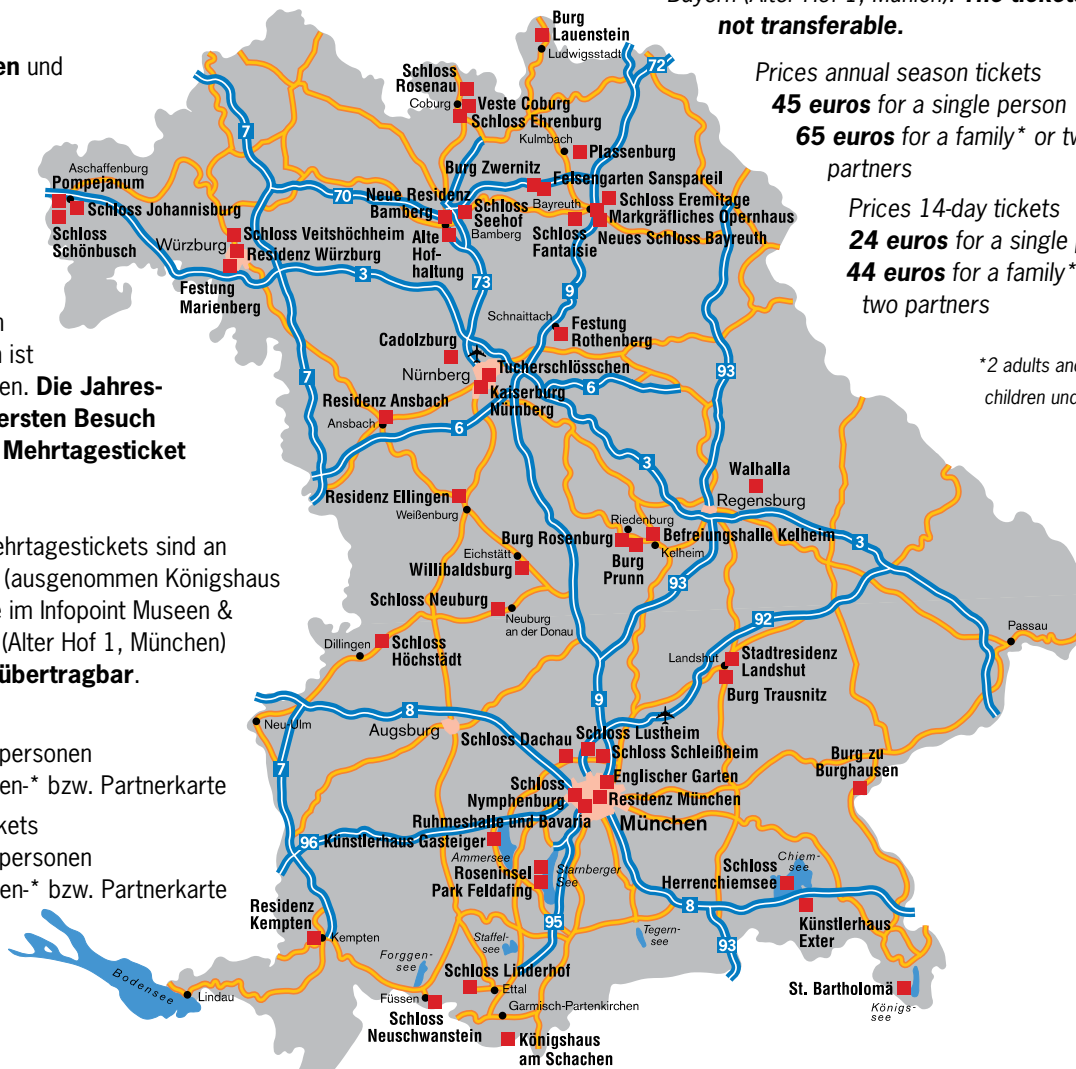 Bayern (Alter Hof 1, Munich). The tickets
not transferable.
Prices annual season tickets
45 euros for a single person
65 euros for a family* or
partners
Prices 14-day tickets
24 euros for a single
44 euros for a family*
two partners
*2 adults and
children
en und
ist
en. Die Jahres-
ersten Besuch
Mehrtagesticket
ehrtagestickets sind an
(ausgenommen Königshaus
im Infopoint Museen &
(Alter Hof 1, München)
übertragbar.
personen
en-* bzw. Partnerkarte
kets
personen
en-* bzw. Partnerkarte
Burg
Lauenstein
Ludwigsstadt
72
Schloss
Rosenau
Coburg
Veste Coburg
Schloss Ehrenburg
7
Kulmbach
Plassenburg
Aschaffenburg
Pompejanum
Schloss Johannisburg
Schloss
Schönbusch
70
Burg Zwernitz
Felsengarten Sanspareil
Neue Residenz
Bamberg
Schloss
Seehof
Bamberg
Alte
Hof-
haltung
Bayreuth
Schloss Eremitage
Markgräfliches Opernhaus
Neues Schloss Bayreuth
Schloss
Fantaisie
Würzburg
Schloss Veitshöchheim
Residenz Würzburg
Festung
Marienberg
3
73
9
Schnaittach
Festung
Rothenberg
Cadolzburg
Nürnberg
Tucherschlösschen
Kaiserburg
Nürnberg
6
93
7
Residenz Ansbach
Ansbach
6
3
Walhalla
Regensburg
Residenz Ellingen
Weißenburg
Riedenburg
Burg Rosenburg
Befreiungshalle Kelheim
Kelheim
Burg
Prunn
3
Eichstätt
Willibaldsburg
93
Schloss Neuburg
Neuburg
an der Donau
92
Passau
Dillingen
Schloss
Höchstädt
Landshut
Stadtresidenz
Landshut
Burg Trausnitz
9
8
Neu-Ulm
Augsburg
Schloss Dachau
Schloss Lustheim
Schloss Schleißheim
Burg zu
Burghausen
7
Englischer Garten
Schloss
Nymphenburg
Residenz München
Ruhmeshalle und Bavaria
München
96
Künstlerhaus Gasteiger
Ammersee
Roseninsel
Park Feldafing
Starnberger
See
Schloss
Herrenchiemsee
Chiem-
see
8
Künstlerhaus
Exter
95
93
Residenz
Kempten
Kempten
Tegern-
see
Staffel-
see
Forggen-
see
Schloss Linderhof
Ettal
St. Bartholomä
Königs-
see
Bodensee
Lindau
Füssen
Garmisch-Partenkirchen
Schloss
Neuschwanstein
Königshaus
am Schachen